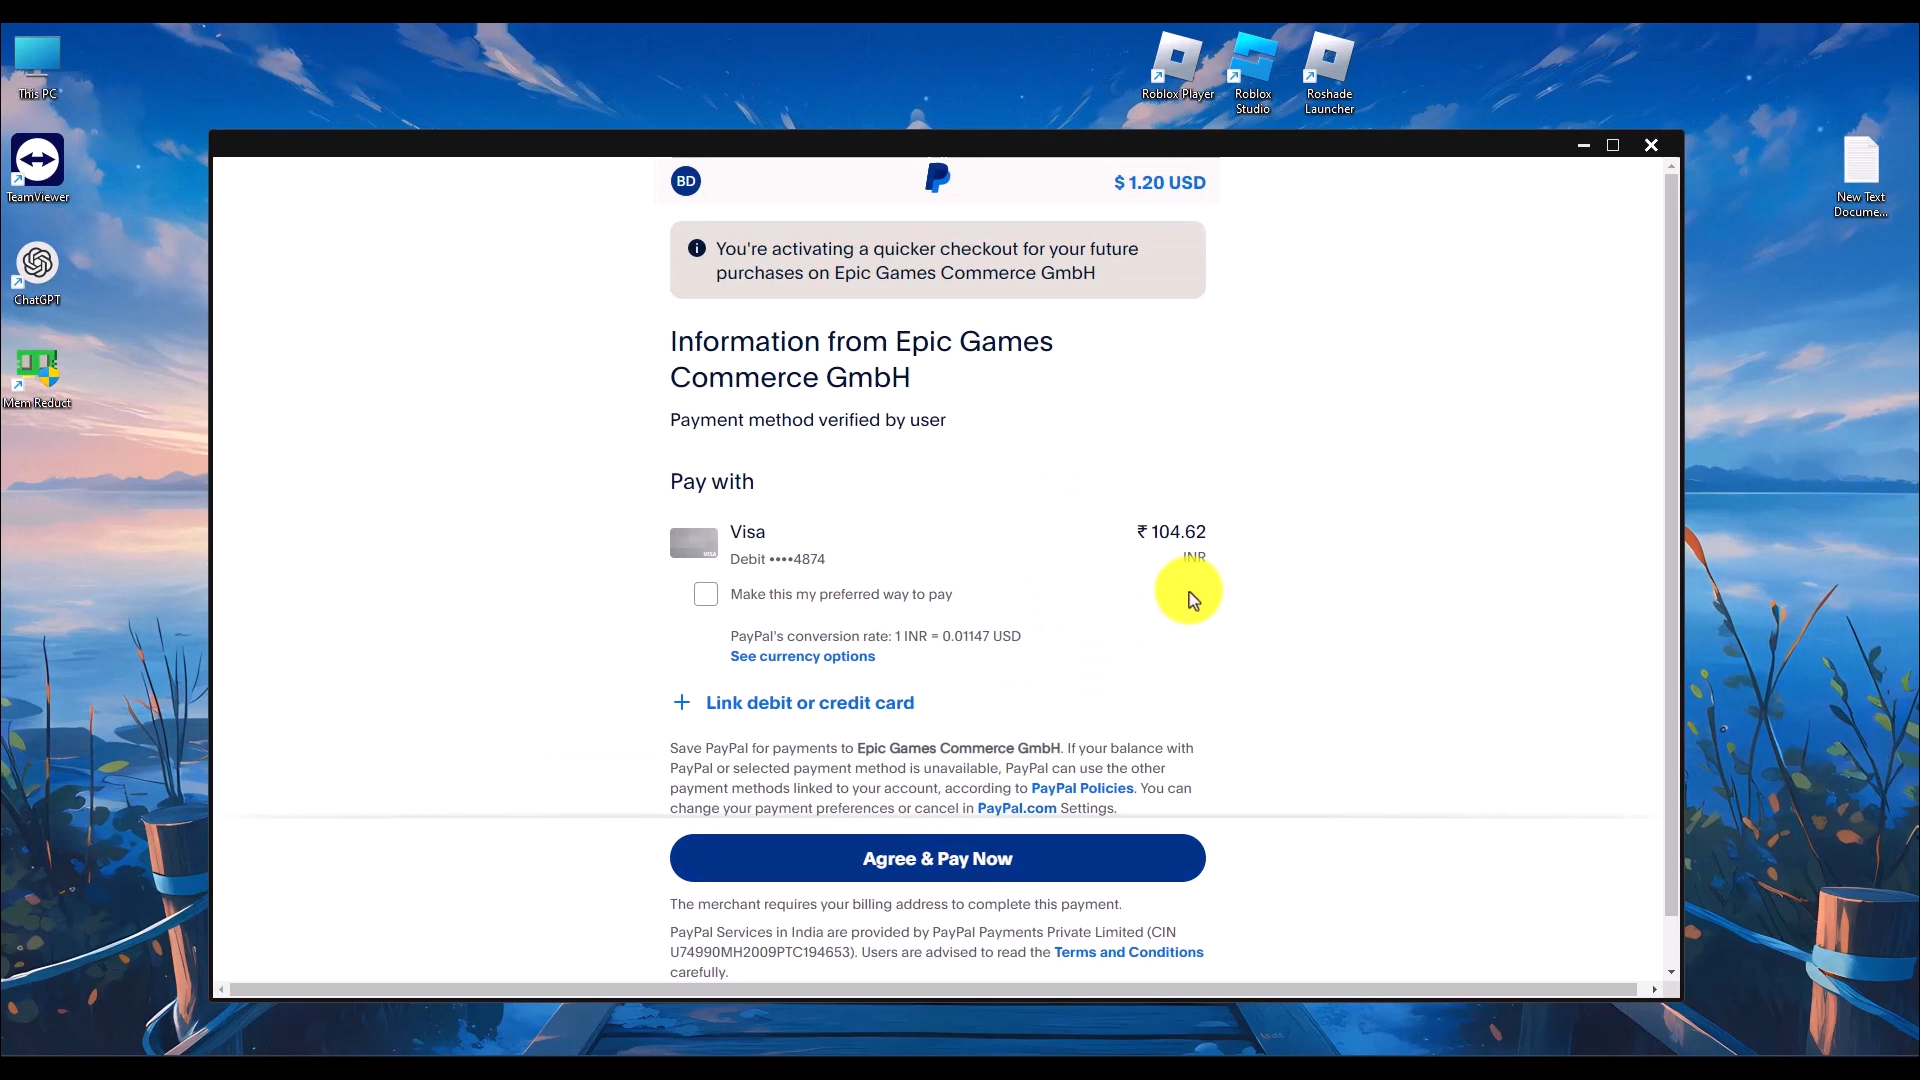 This PC
TeamViewer
ChatGPT
Mem Reduct
Roblox Player
Roblox
Studio
Roshade
Launcher
New Text
Docume...
BD
$ 1.20 USD
You're activating a quicker checkout for your future
purchases on Epic Games Commerce GmbH
Information from Epic Games
Commerce GmbH
Payment method verified by user
Pay with
VISA
Visa
₹ 104.62
Debit ••••4874
INR
Make this my preferred way to pay
PayPal's conversion rate: 1 INR = 0.01147 USD
See currency options
+ Link debit or credit card
Save PayPal for payments to Epic Games Commerce GmbH. If your balance with
PayPal or selected payment method is unavailable, PayPal can use the other
payment methods linked to your account, according to PayPal Policies. You can
change your payment preferences or cancel in PayPal.com Settings.
Agree & Pay Now
The merchant requires your billing address to complete this payment.
PayPal Services in India are provided by PayPal Payments Private Limited (CIN
U74990MH2009PTC194653). Users are advised to read the Terms and Conditions
carefully.